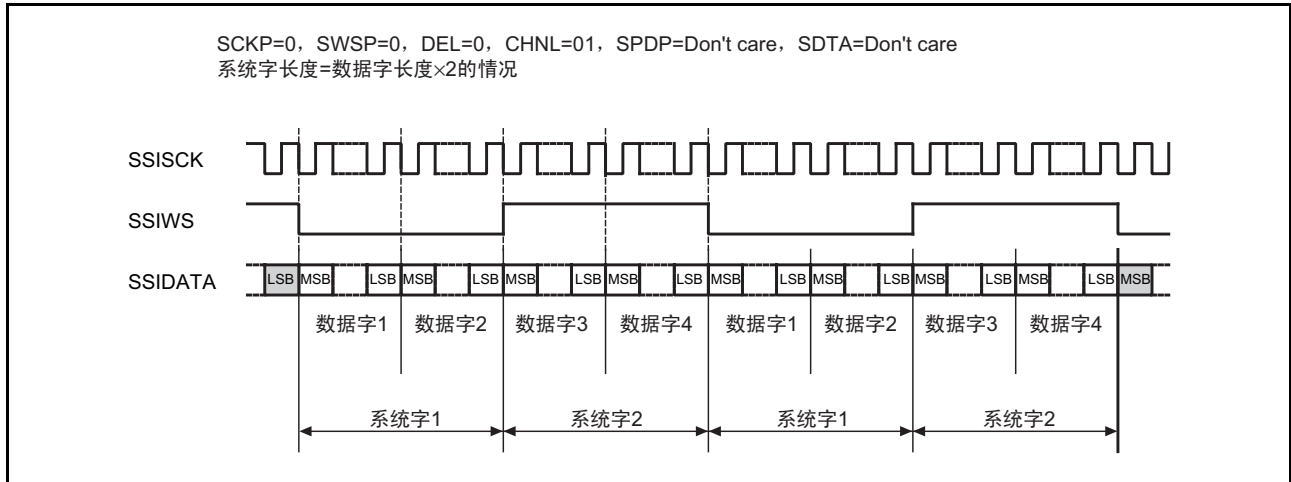 SCKP=0，SWSP=0，DEL=0，CHNL=01，SPDP=Don't care，SDTA=Don't care
系统字长度=数据字长度×2的情况
SSISCK
SSIWS
SSIDATA
LSB MSB LSB MSB LSB MSB LSB MSB LSB MSB LSB MSB LSB MSB LSB MSB LSB MSB
数据字1 数据字2 数据字3 数据字4 数据字1 数据字2 数据字3 数据字4
系统字1 系统字2 系统字1 系统字2